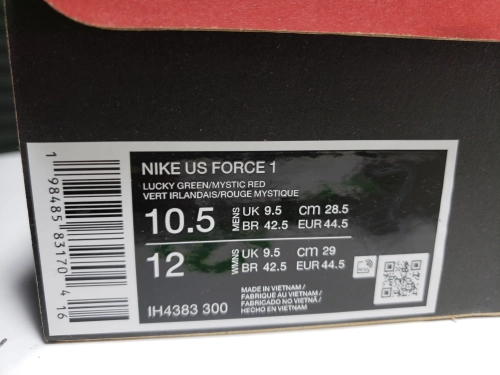 NIKE US FORCE 1
LUCKY GREEN/MYSTIC RED
VERT IRLANDAIS/ROUGE MYSTIQUE
10.5 MENS UK 9.5 cm 28.5
BR 42.5 EUR 44.5
12 WMNS UK 9.5 cm 29
BR 42.5 EUR 44.5
IH4383 300
MADE IN VIETNAM /
FABRIQUÉ AU VIETNAM /
FABRICADO NO VIETNÃ /
HECHO EN VIETNAM
1 98485 83170 4 16